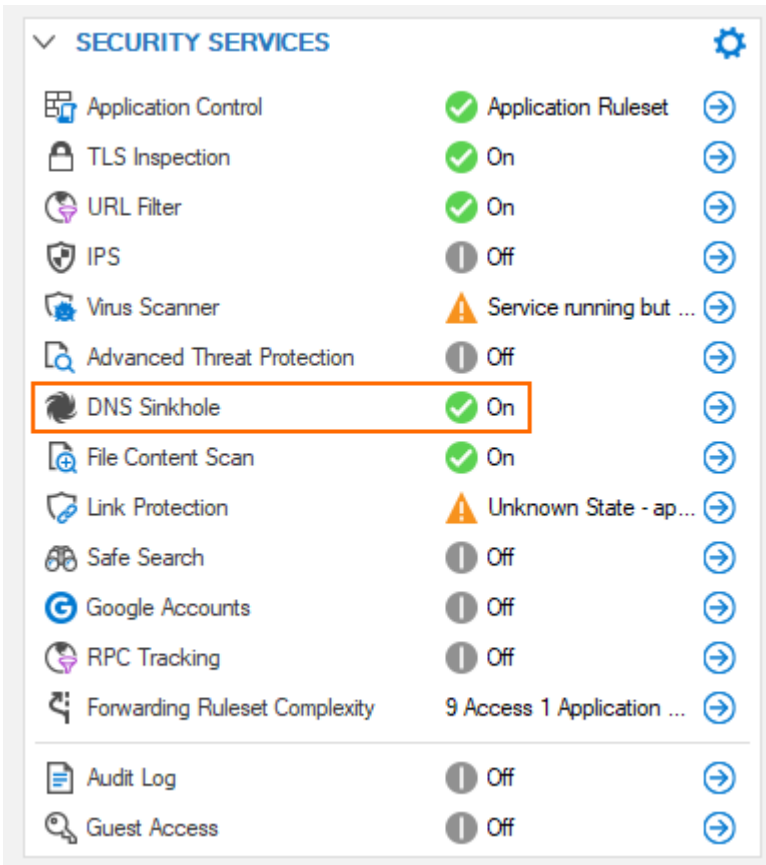 SECURITY SERVICES
Application Control Application Ruleset
TLS Inspection On
URL Filter On
IPS Off
Virus Scanner Service running but ...
Advanced Threat Protection Off
DNS Sinkhole On
File Content Scan On
Link Protection Unknown State - ap...
Safe Search Off
Google Accounts Off
RPC Tracking Off
Forwarding Ruleset Complexity 9 Access 1 Application ...
Audit Log Off
Guest Access Off